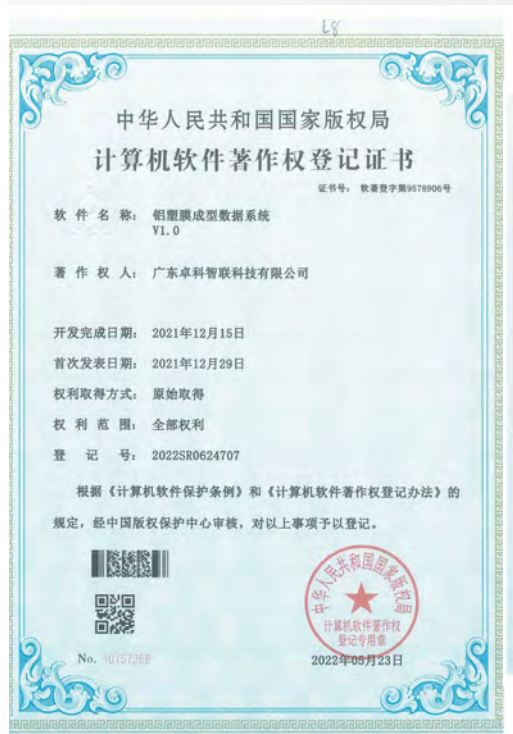 L8
中华人民共和国国家版权局
计算机软件著作权登记证书
证书号： 软著登字第9578906号
软件名称： 铝塑膜成型数据系统
V1.0
著作权人： 广东卓科智联科技有限公司
开发完成日期： 2021年12月15日
首次发表日期： 2021年12月29日
权利取得方式： 原始取得
权利范围： 全部权利
登记号： 2022SR0624707
根据《计算机软件保护条例》和《计算机软件著作权登记办法》的
规定，经中国版权保护中心审核，对以上事项予以登记。
中华人民共和国国家版权局
计算机软件著作权
登记专用章
No.
2022年05月23日